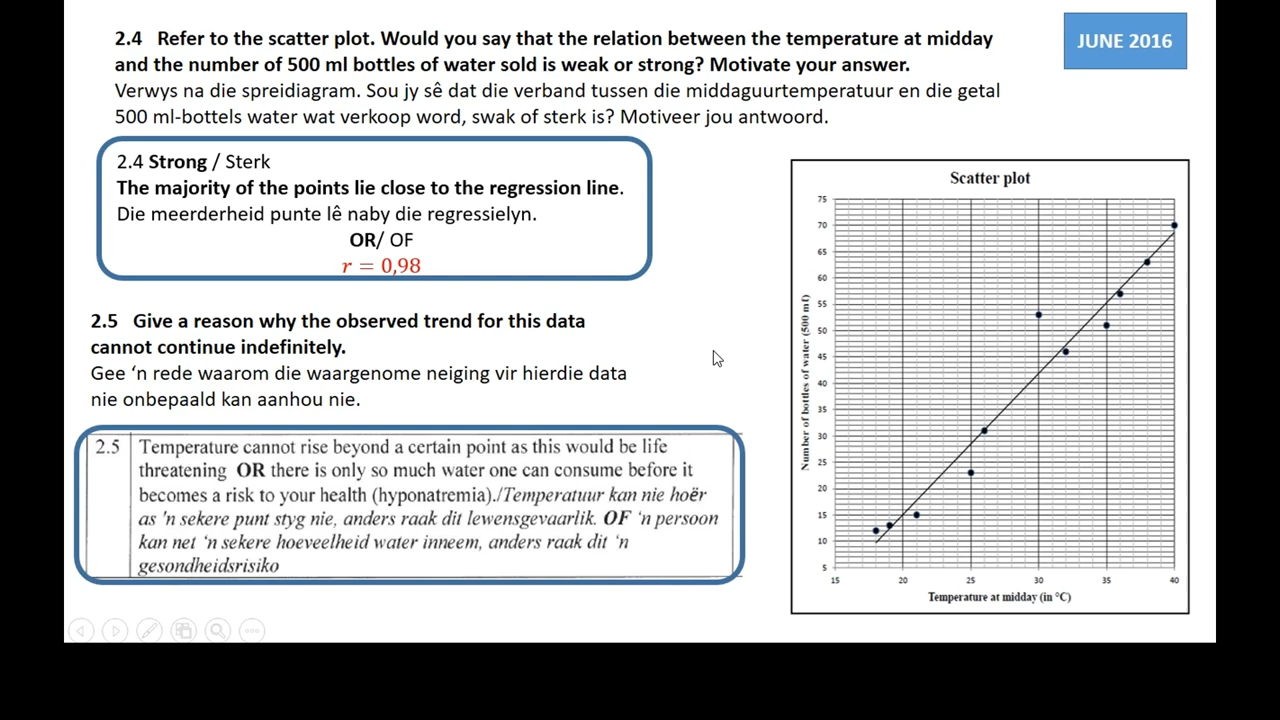 2.4 Refer to the scatter plot. Would you say that the relation between the temperature at midday
and the number of 500 ml bottles of water sold is weak or strong? Motivate your answer.
Verwys na die spreidiagram. Sou jy sê dat die verband tussen die middaguurtemperatuur en die getal
500 ml-bottels water wat verkoop word, swak of sterk is? Motiveer jou antwoord.
JUNE 2016
2.4 Strong / Sterk
The majority of the points lie close to the regression line.
Die meerderheid punte lê naby die regressielyn.
OR/ OF
r = 0,98
2.5 Give a reason why the observed trend for this data
cannot continue indefinitely.
Gee ‘n rede waarom die waargenome neiging vir hierdie data
nie onbepaald kan aanhou nie.
2.5 Temperature cannot rise beyond a certain point as this would be life
threatening OR there is only so much water one can consume before it
becomes a risk to your health (hyponatremia)./Temperatuur kan nie hoër
as 'n sekere punt styg nie, anders raak dit lewensgevaarlik. OF 'n persoon
kan net 'n sekere hoeveelheid water inneem, anders raak dit 'n
gesondheidsrisiko
Scatter plot
Number of bottles of water (500 mℓ)
75
70
65
60
55
50
45
40
35
30
25
20
15
10
5
15 20 25 30 35 40
Temperature at midday (in °C)